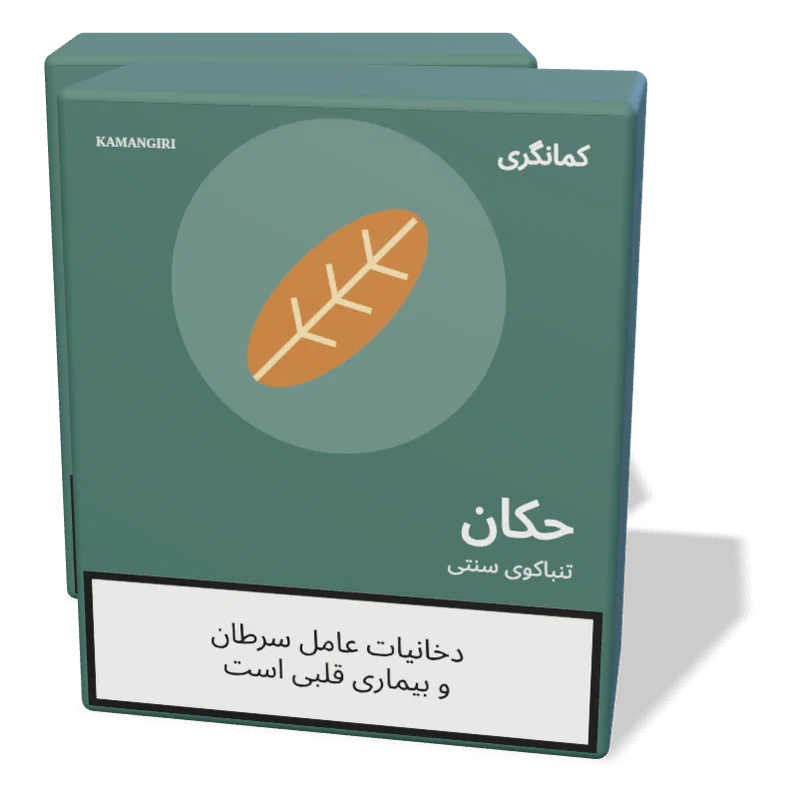 KAMANGIRI
کمانگری
حکان
تنباکوی سنتی
دخانیات عامل سرطان
و بیماری قلبی است